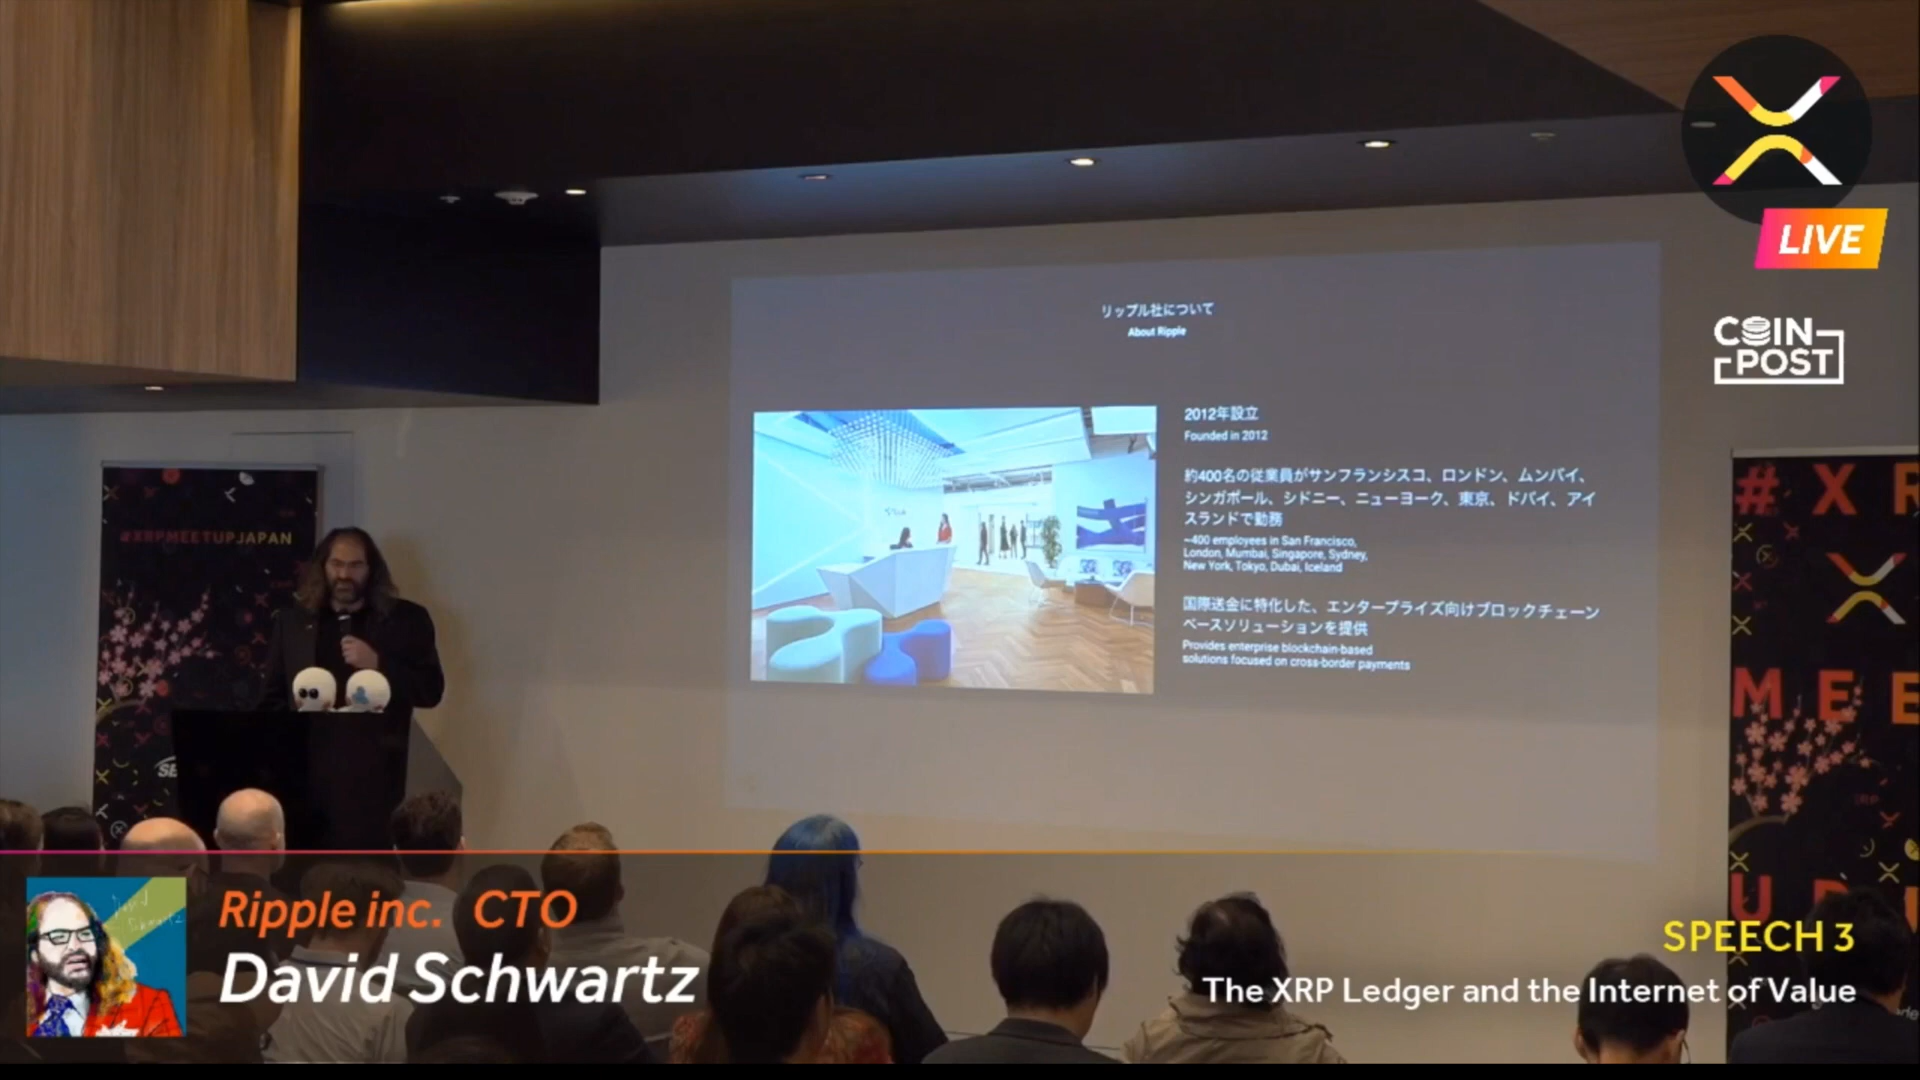 LIVE
COIN
POST
リップル社について
About Ripple
2012年設立
Founded in 2012
約400名の従業員がサンフランシスコ、ロンドン、ムンバイ、
シンガポール、シドニー、ニューヨーク、東京、ドバイ、アイ
スランドで勤務
~400 employees in San Francisco,
London, Mumbai, Singapore, Sydney,
New York, Tokyo, Dubai, Iceland
国際送金に特化した、エンタープライズ向けブロックチェーン
ベースソリューションを提供
Provides enterprise blockchain-based
solutions focused on cross-border payments
#XRPMEETUPJAPAN
# X R
M E E
U P
Ripple inc. CTO
David Schwartz
SPEECH 3
The XRP Ledger and the Internet of Value
David
Schwartz